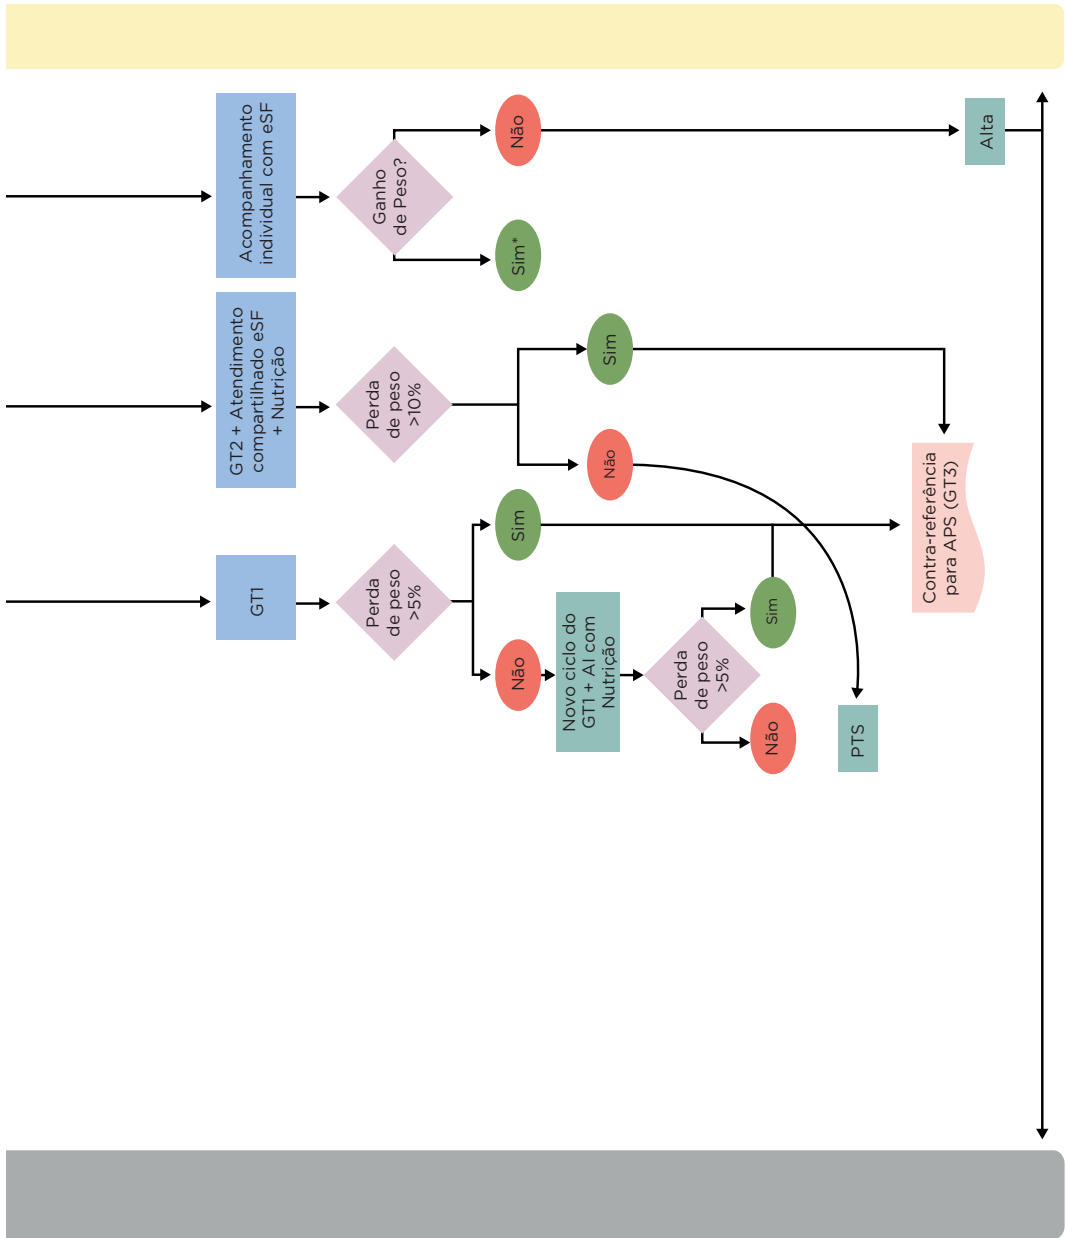 Acompanhamento
individual com eSF
Ganho
de Peso?
Não
Sim*
Alta
GT2 + Atendimento
compartilhado eSF
+ Nutrição
Perda
de peso
>10%
Sim
Não
GT1
Perda
de peso
>5%
Sim
Não
Novo ciclo do
GT1 + AI com
Nutrição
Perda
de peso
>5%
Sim
Não
PTS
Contra-referência
para APS (GT3)